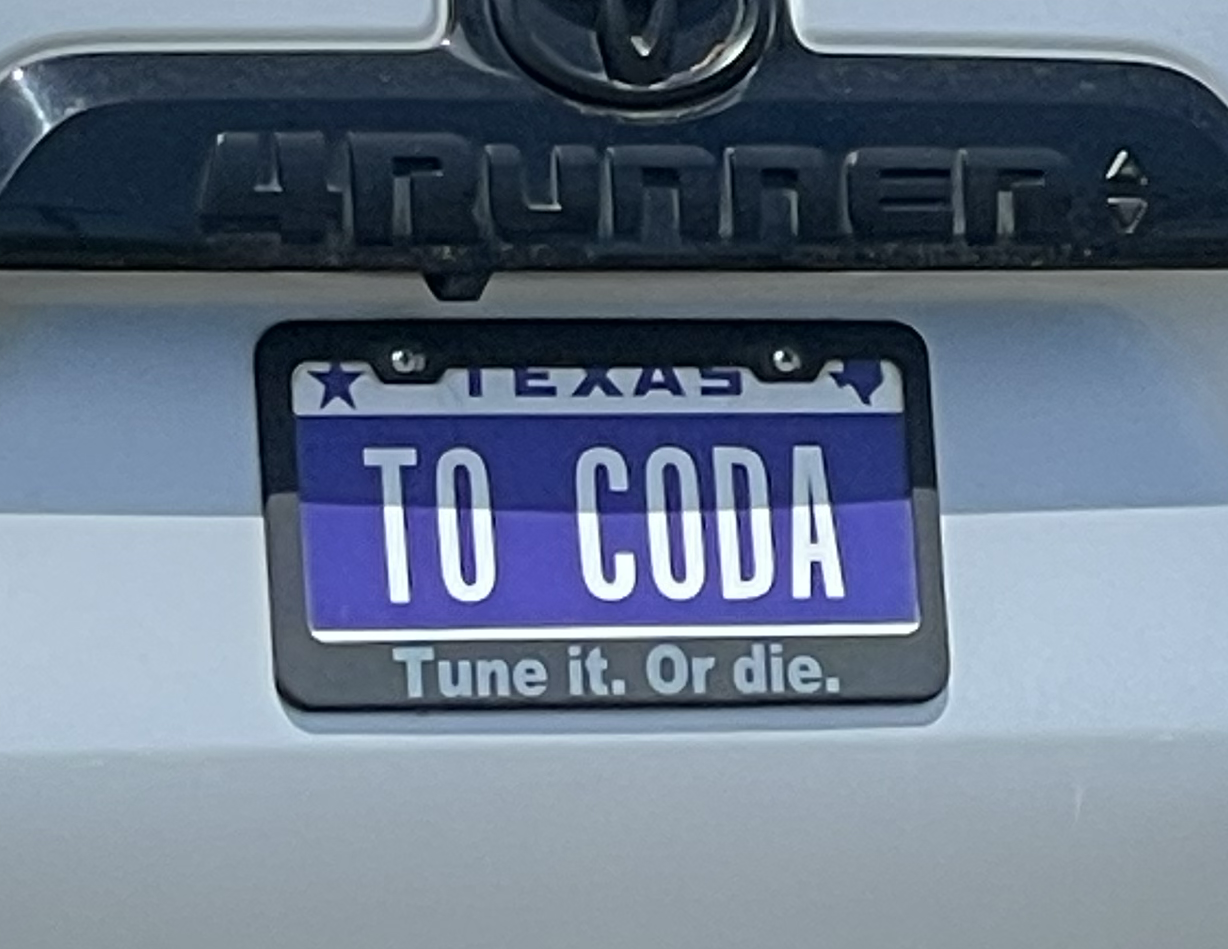 4Runner
TEXAS
TO CODA
Tune it. Or die.